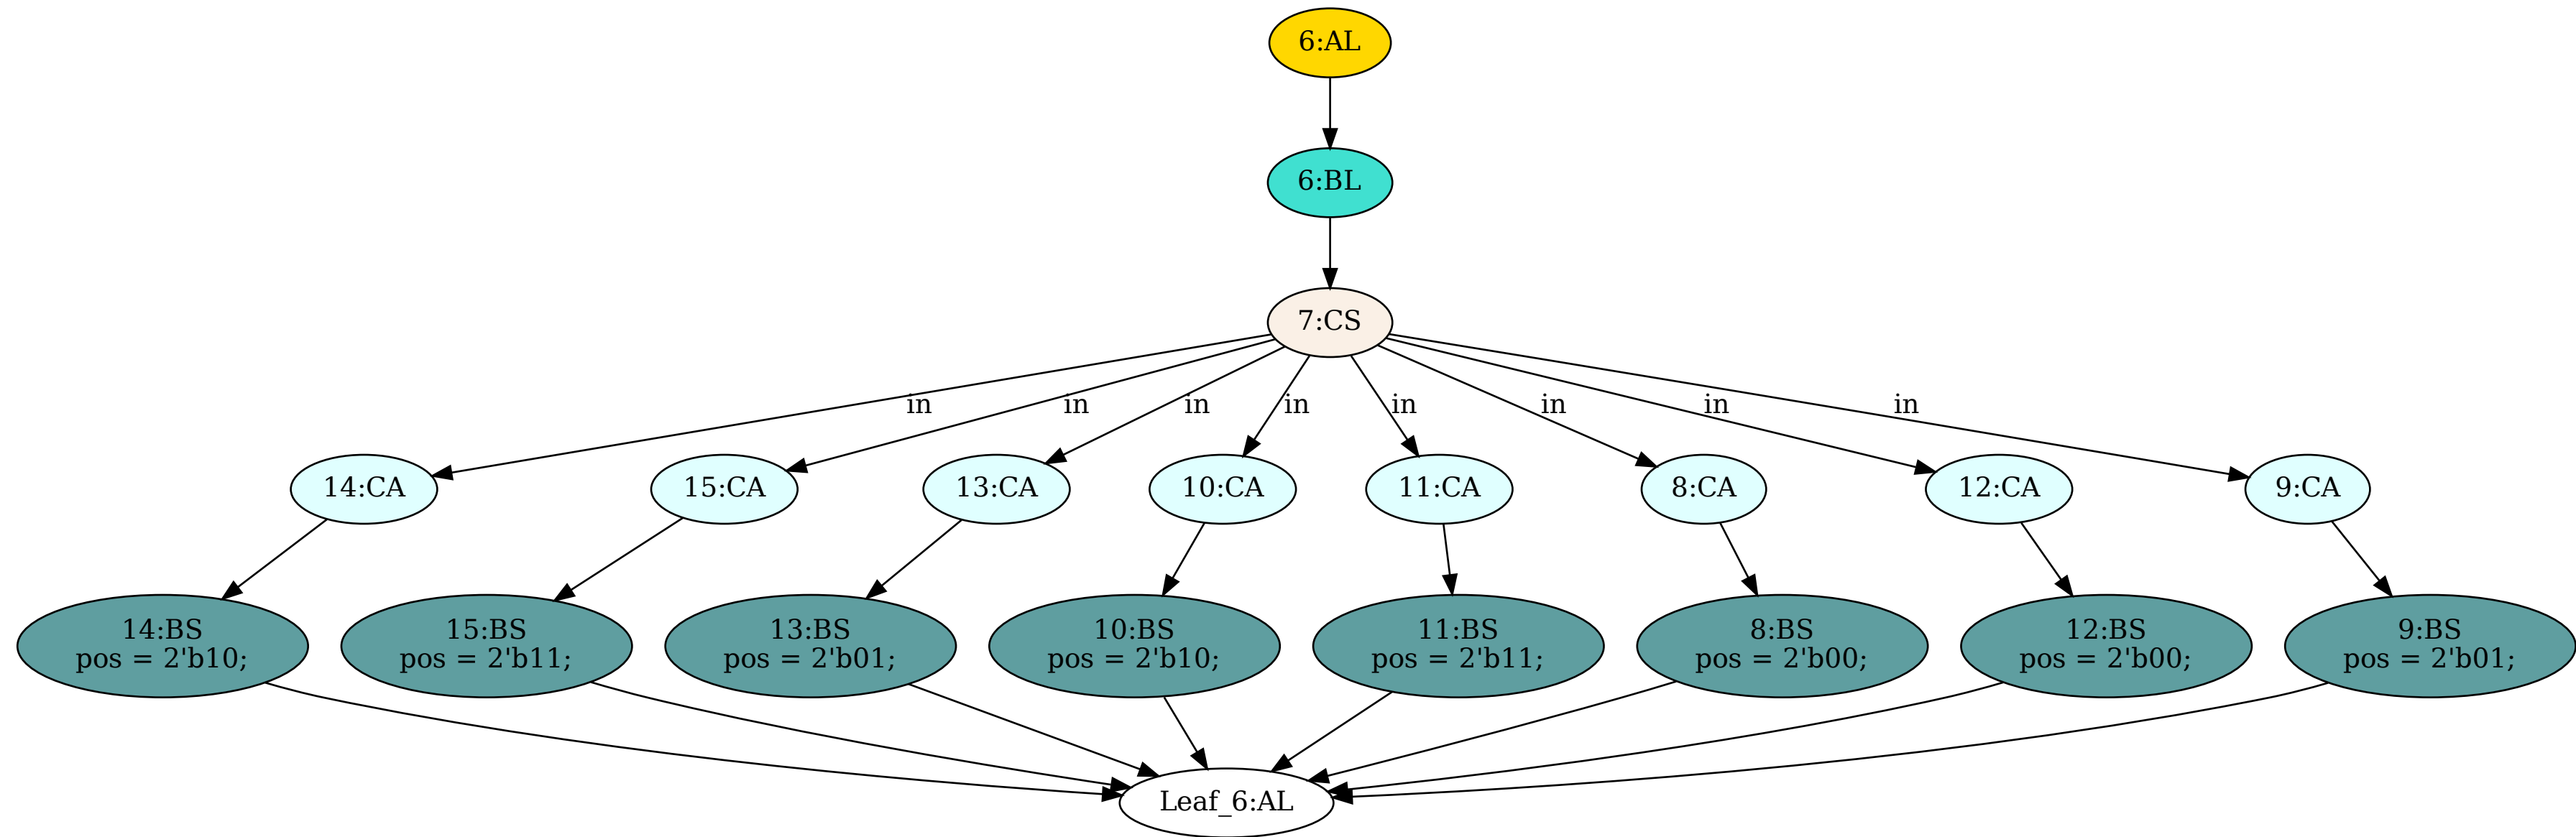 6:AL
6:BL
7:CS
in in in in in in in in
14:CA 15:CA 13:CA 10:CA 11:CA 8:CA 12:CA 9:CA
14:BS 15:BS 13:BS 10:BS 11:BS 8:BS 12:BS 9:BS
pos = 2'b10; pos = 2'b11; pos = 2'b01; pos = 2'b10; pos = 2'b11; pos = 2'b00; pos = 2'b00; pos = 2'b01;
Leaf_6:AL